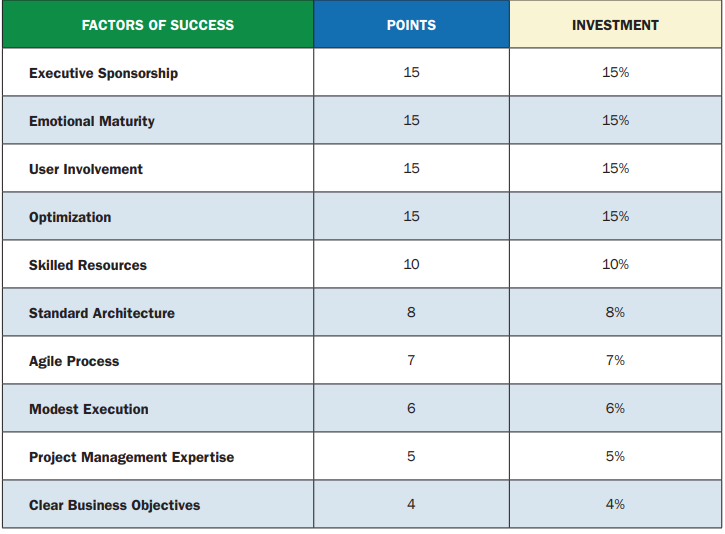 FACTORS OF SUCCESS POINTS INVESTMENT
Executive Sponsorship 15 15%
Emotional Maturity 15 15%
User Involvement 15 15%
Optimization 15 15%
Skilled Resources 10 10%
Standard Architecture 8 8%
Agile Process 7 7%
Modest Execution 6 6%
Project Management Expertise 5 5%
Clear Business Objectives 4 4%